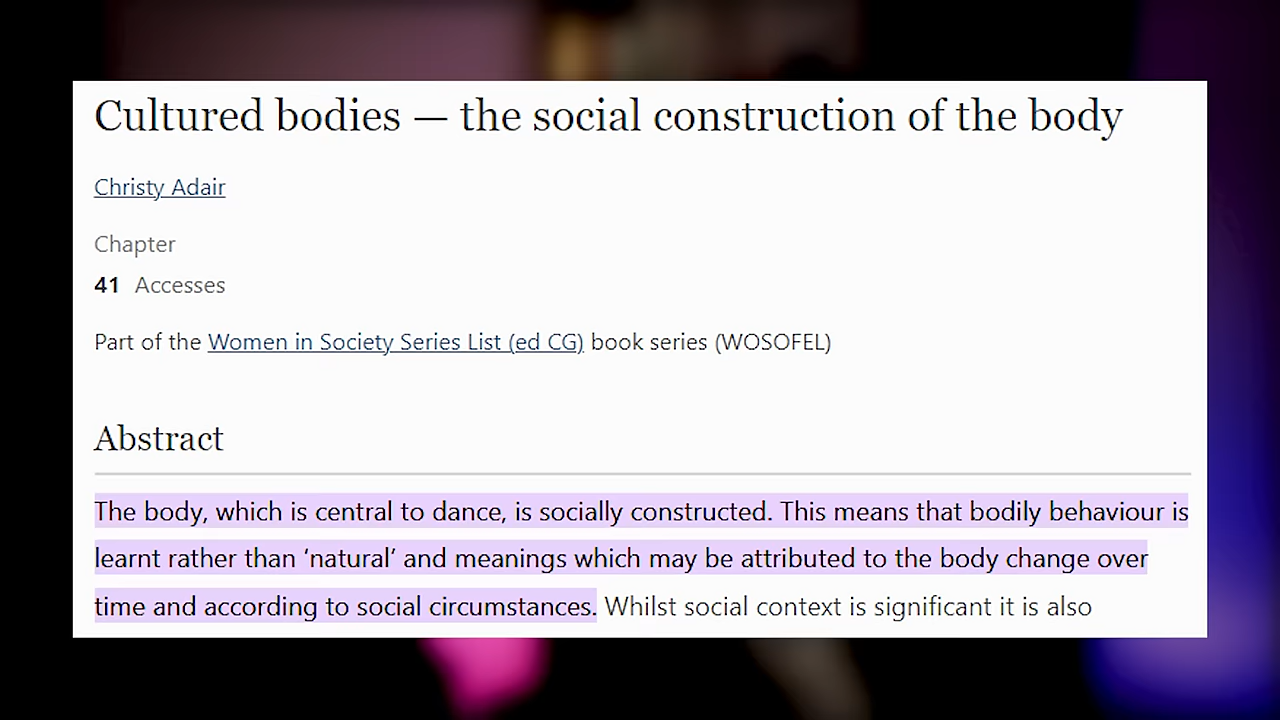 Cultured bodies — the social construction of the body
Christy Adair
Chapter
41 Accesses
Part of the Women in Society Series List (ed CG) book series (WOSOFEL)
Abstract
The body, which is central to dance, is socially constructed. This means that bodily behaviour is
learnt rather than ‘natural’ and meanings which may be attributed to the body change over
time and according to social circumstances. Whilst social context is significant it is also